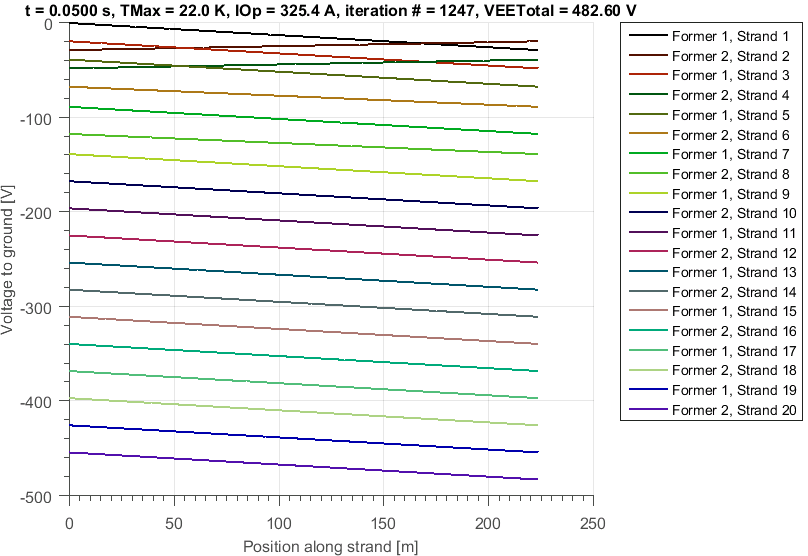 t = 0.0500 s, TMax = 22.0 K, IOp = 325.4 A, iteration # = 1247, VEETotal = 482.60 V
0
-100
-200
-300
-400
-500
Voltage to ground [V]
0
50
100
150
200
250
Position along strand [m]
Former 1, Strand 1
Former 2, Strand 2
Former 1, Strand 3
Former 2, Strand 4
Former 1, Strand 5
Former 2, Strand 6
Former 1, Strand 7
Former 2, Strand 8
Former 1, Strand 9
Former 2, Strand 10
Former 1, Strand 11
Former 2, Strand 12
Former 1, Strand 13
Former 2, Strand 14
Former 1, Strand 15
Former 2, Strand 16
Former 1, Strand 17
Former 2, Strand 18
Former 1, Strand 19
Former 2, Strand 20